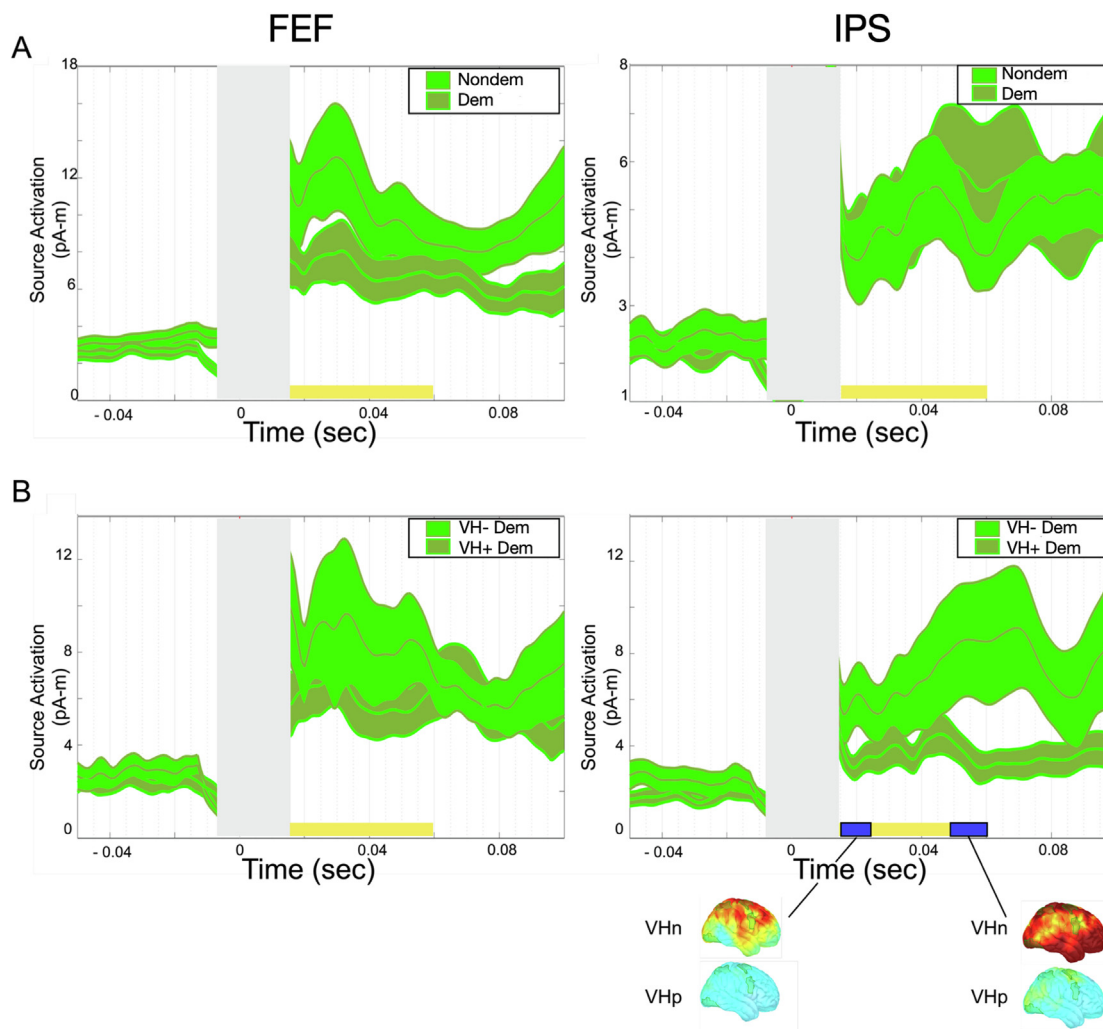 FEF
IPS
A
18
12
6
0
Source Activation
(pA-m)
Nondem
Dem
- 0.04
0
0.04
0.08
Time (sec)
8
6
3
1
Source Activation
(pA-m)
Nondem
Dem
- 0.04
0
0.04
0.08
Time (sec)
B
12
8
4
0
Source Activation
(pA-m)
VH- Dem
VH+ Dem
- 0.04
0
0.04
0.08
Time (sec)
12
8
4
0
Source Activation
(pA-m)
VH- Dem
VH+ Dem
- 0.04
0
0.04
0.08
Time (sec)
VHn
VHp
VHn
VHp